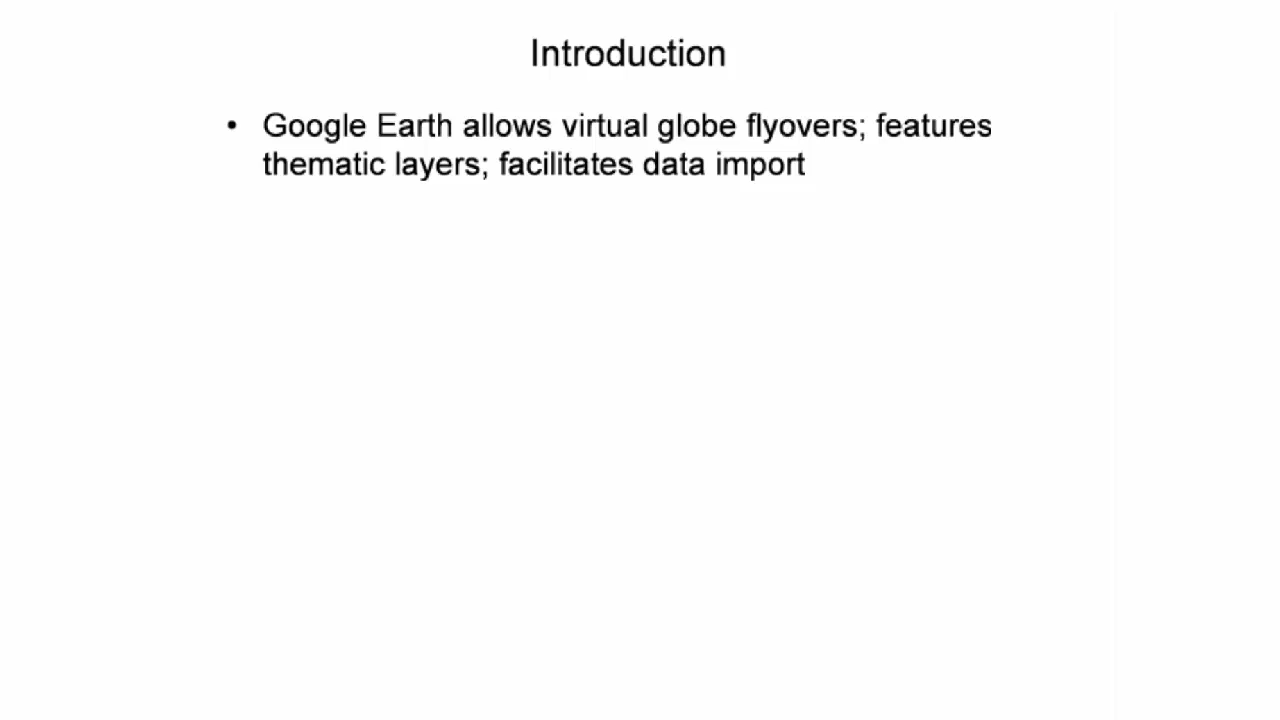 Introduction
• Google Earth allows virtual globe flyovers; features
thematic layers; facilitates data import